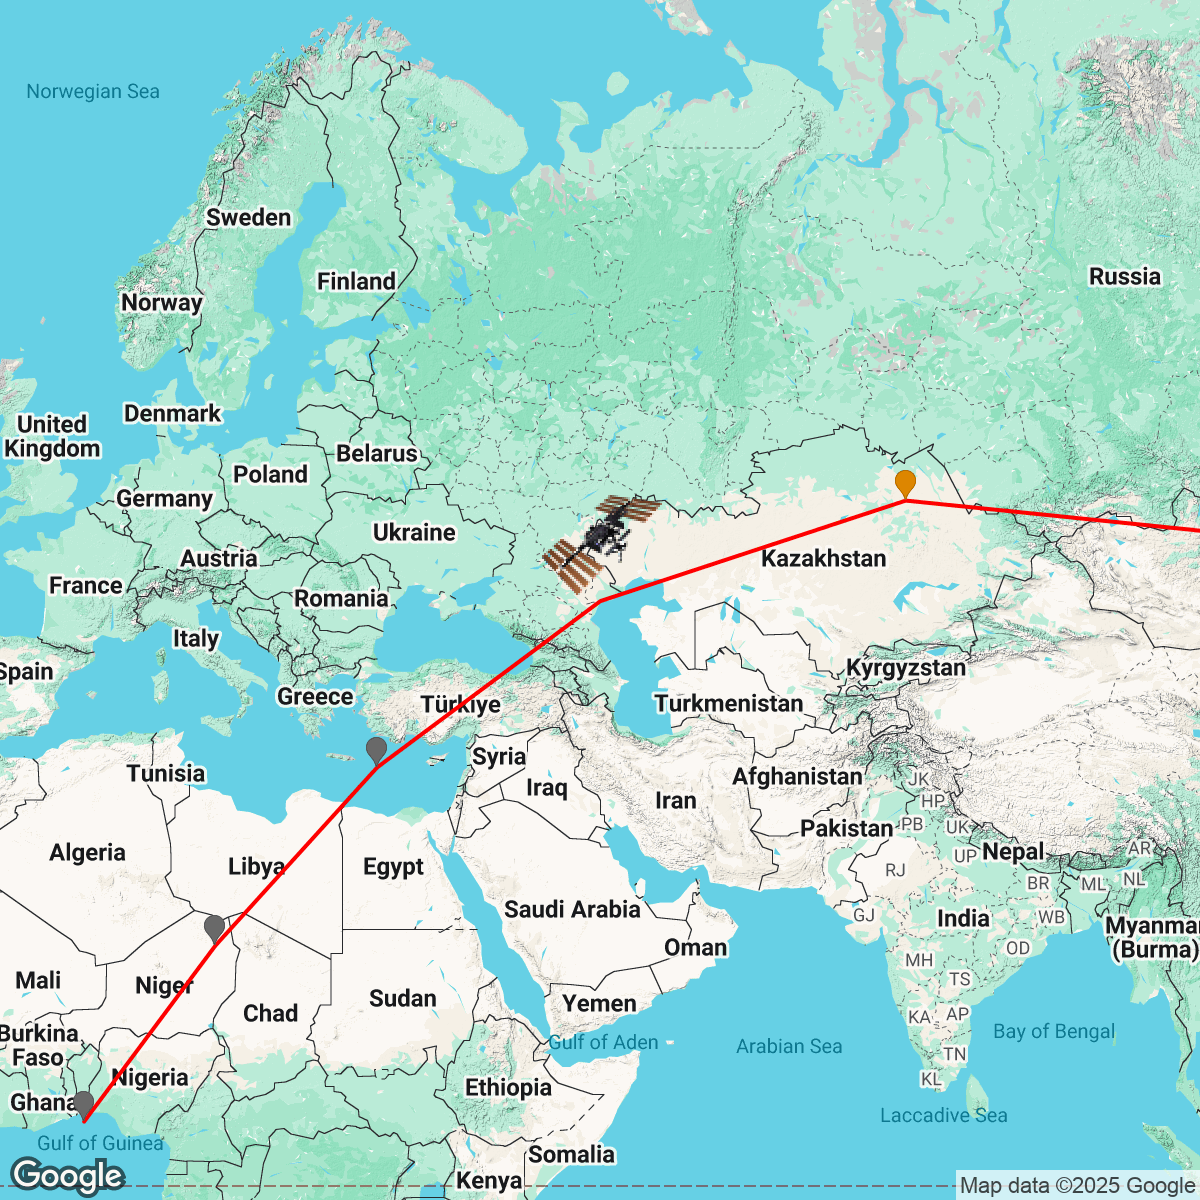 Norwegian Sea
Sweden
Russia
Finland
Norway
Denmark
United
Kingdom
Belarus
Poland
Germany
Ukraine
Austria
Kazakhstan
France
Romania
Italy
Kyrgyzstan
Spain
Greece
Türkiye
Turkmenistan
Syria
Tunisia
Afghanistan
JK
Iraq
Iran
HP
Pakistan
PB
UK
Algeria
Nepal
AR
UP
Libya
Egypt
RJ
BR
ML
NL
Saudi Arabia
GJ
India
WB
Myanmar
(Burma)
Oman
OD
MH
Mali
Niger
TS
Sudan
Yemen
Chad
KA
AP
Burkina
Faso
Bay of Bengal
Gulf of Aden
Arabian Sea
TN
Nigeria
KL
Ethiopia
Ghana
Laccadive Sea
Gulf of Guinea
Somalia
Google
Kenya
Map data ©2025 Google